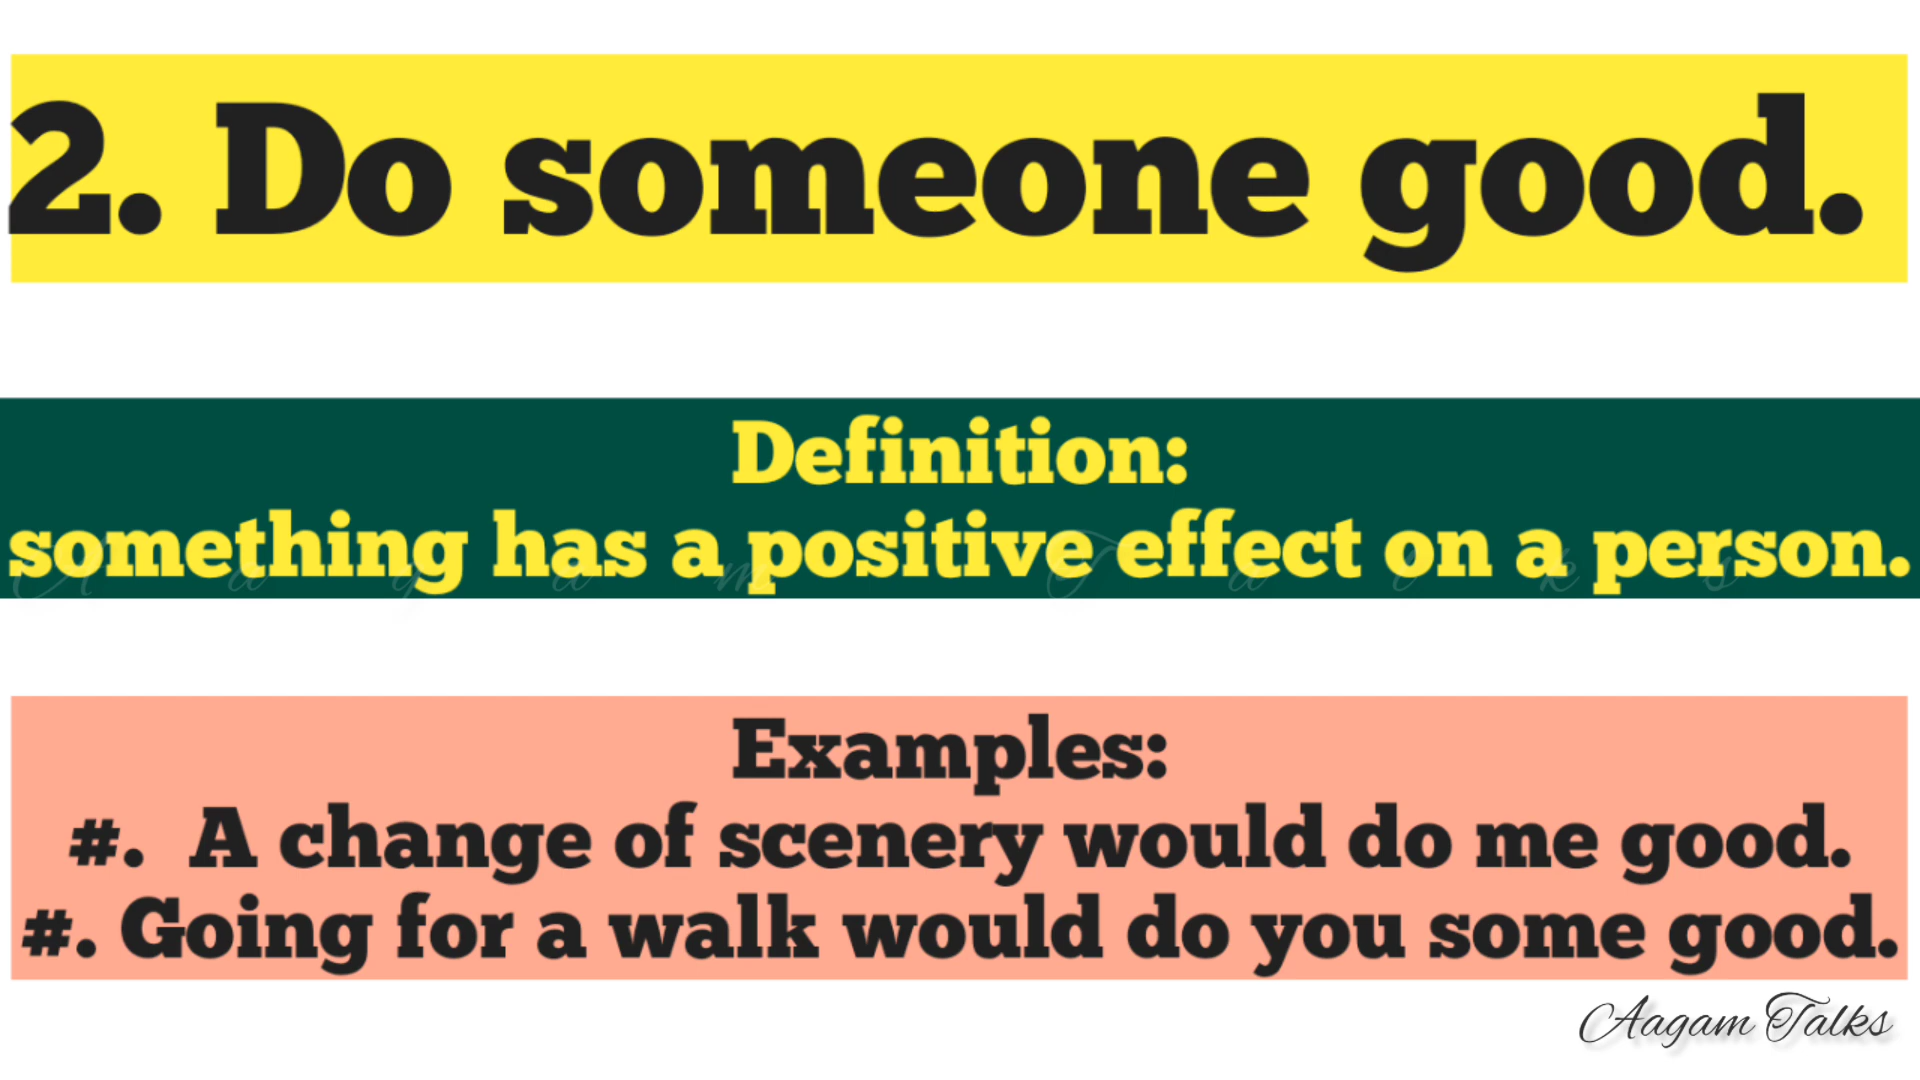 2. Do someone good.
Definition:
something has a positive effect on a person.
Examples:
#. A change of scenery would do me good.
#. Going for a walk would do you some good.
Aagam Talks